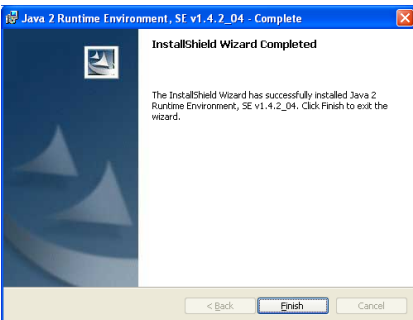 Java 2 Runtime Environment, SE v1.4.2_04 - Complete
InstallShield Wizard Completed
The InstallShield Wizard has successfully installed Java 2
Runtime Environment, SE v1.4.2_04. Click Finish to exit the
wizard.
< Back
Finish
Cancel